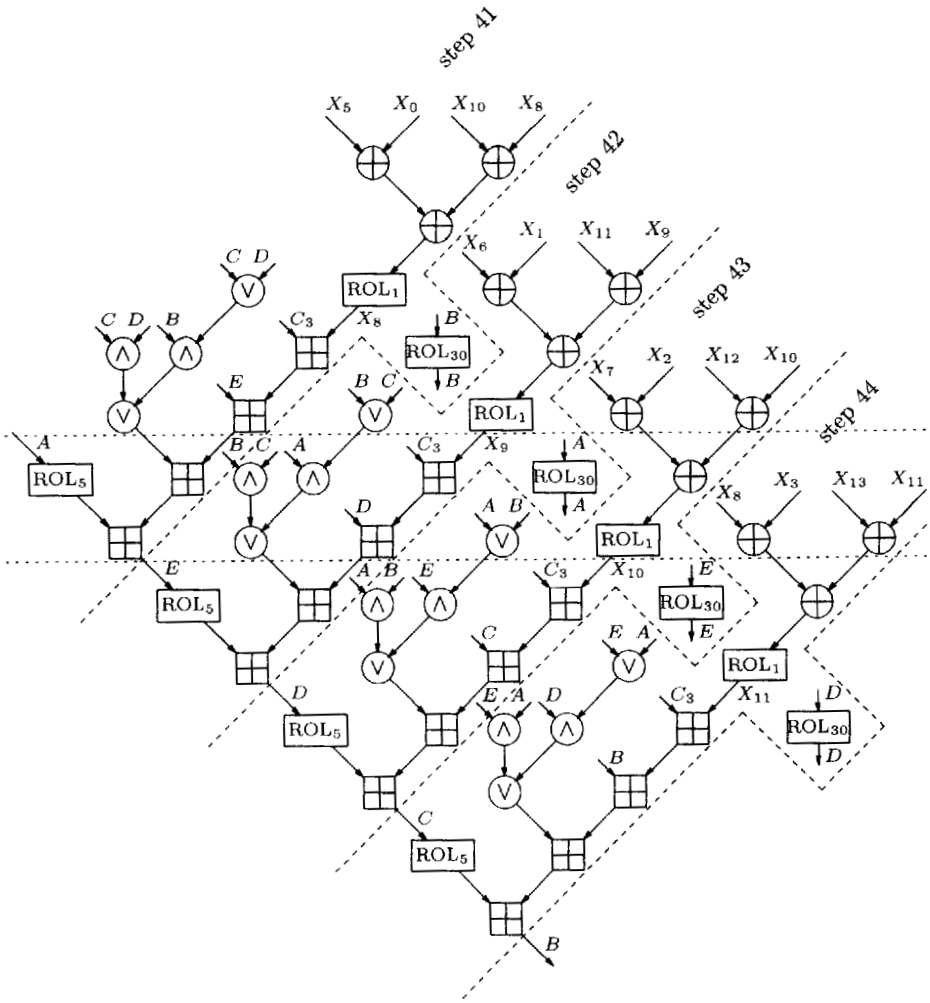 step 41
X5 X0 X10 X8
step 42
X6 X1 X11 X9
C D
ROL1
step 43
C3 X8 B
C D B
ROL30
B
X7 X2 X12 X10
E B C
ROL1
step 44
A B C A C3 X9 A
ROL5
ROL30
X8 X3 X13 X11
D A B A
ROL1
E A B E C3 X10 E
ROL5
ROL30
C E A E
ROL1
D E A D C3 X11 D
ROL5
ROL30
B D
C
ROL5
B